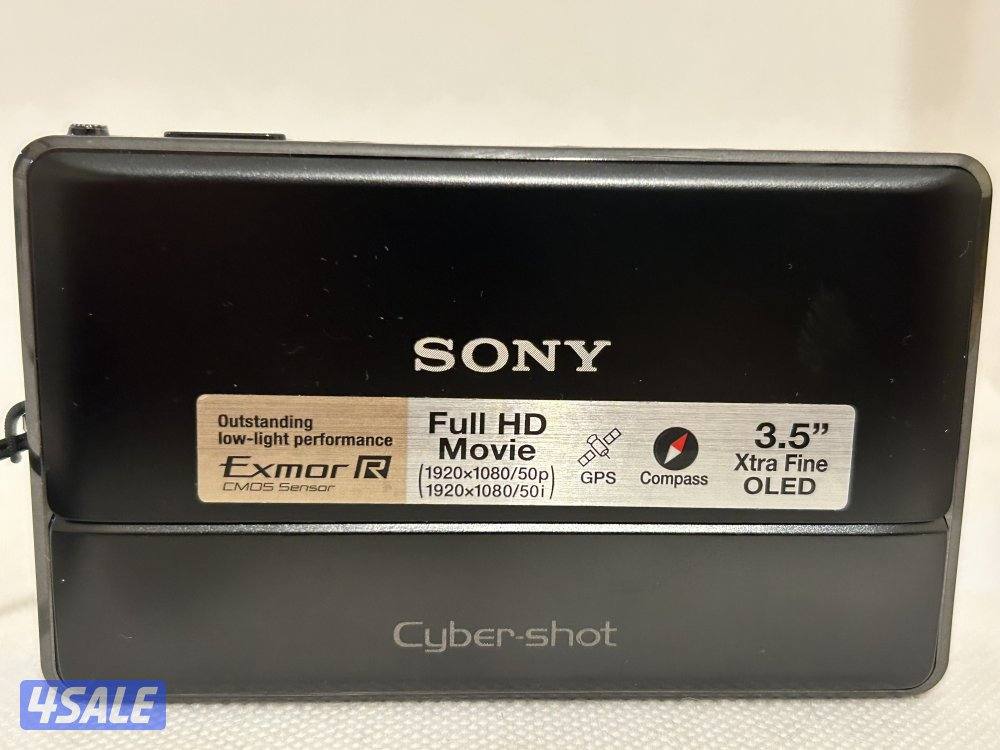 SONY
Outstanding
low-light performance
Exmor R
CMOS Sensor
Full HD
Movie
(1920×1080/50p)
(1920×1080/50i)
GPS
Compass
3.5”
Xtra Fine
OLED
Cyber-shot
4SALE